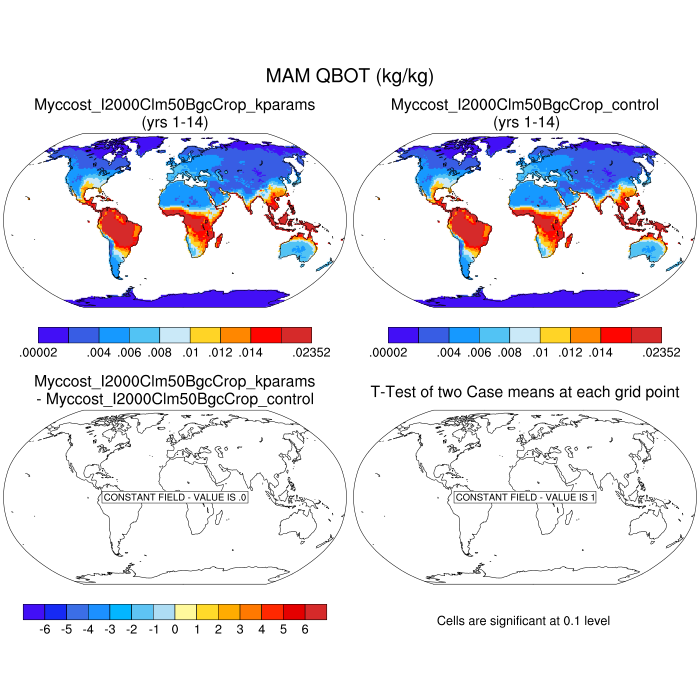 MAM QBOT (kg/kg)
Myccost_I2000Clm50BgcCrop_kparams
(yrs 1-14)
Myccost_I2000Clm50BgcCrop_control
(yrs 1-14)
.00002 .004 .006 .008 .01 .012 .014 .02352
.00002 .004 .006 .008 .01 .012 .014 .02352
Myccost_I2000Clm50BgcCrop_kparams
- Myccost_I2000Clm50BgcCrop_control
T-Test of two Case means at each grid point
CONSTANT FIELD - VALUE IS .0
CONSTANT FIELD - VALUE IS 1
-6 -5 -4 -3 -2 -1 0 1 2 3 4 5 6
Cells are significant at 0.1 level